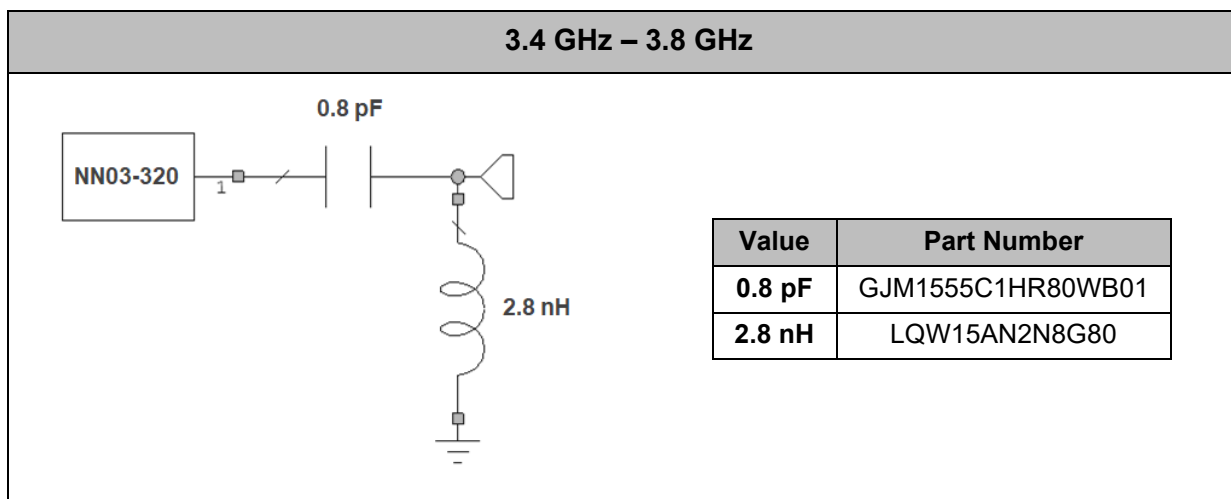 3.4 GHz – 3.8 GHz
0.8 pF
NN03-320
1
2.8 nH
Value Part Number
0.8 pF GJM1555C1HR80WB01
2.8 nH LQW15AN2N8G80